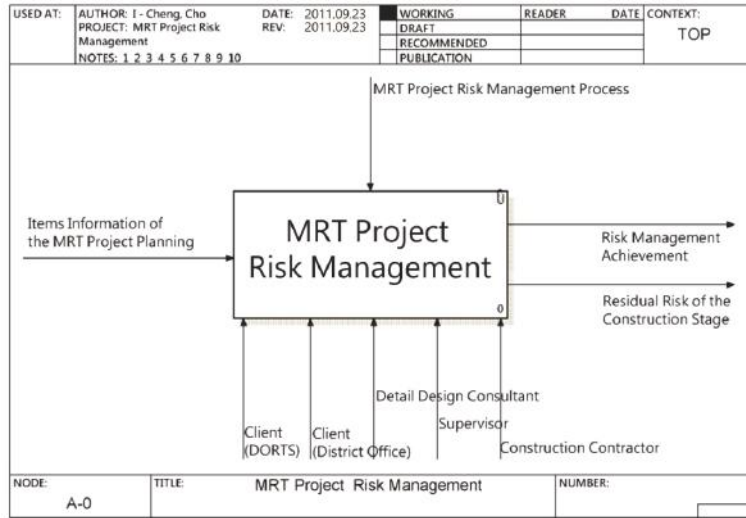 USED AT:
AUTHOR: I - Cheng, Cho
DATE: 2011.09.23
PROJECT: MRT Project Risk
REV: 2011.09.23
Management
NOTES: 1 2 3 4 5 6 7 8 9 10
WORKING
DRAFT
RECOMMENDED
PUBLICATION
READER
DATE
CONTEXT:
TOP
MRT Project Risk Management Process
Items Information of
the MRT Project Planning
MRT Project
Risk Management
0
Risk Management
Achievement
Residual Risk of the
Construction Stage
Client
(DORTS)
Client
(District Office)
Detail Design Consultant
Supervisor
Construction Contractor
NODE:
A-0
TITLE:
MRT Project Risk Management
NUMBER: